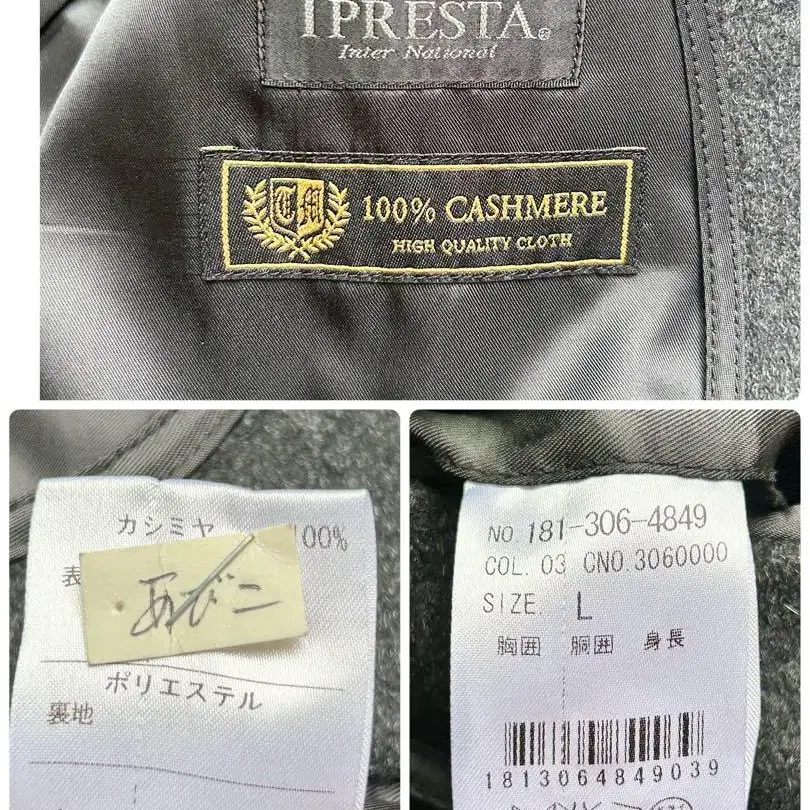 TPRESTA®
Inter National
TM 100% CASHMERE
HIGH QUALITY CLOTH
カシミヤ 100%
表
あびこ
ポリエステル
裏地
NO. 181-306-4849
COL. 03 CNO. 3060000
SIZE. L
胸囲 胴囲 身長
1813064849039